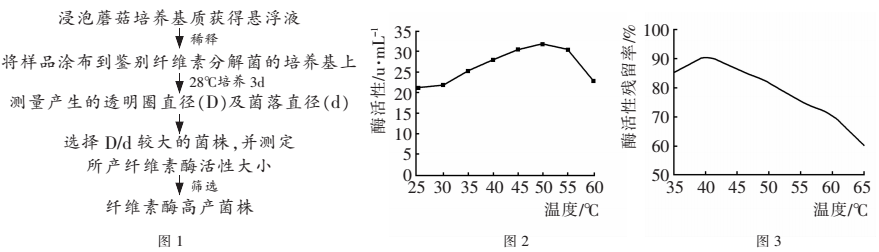 浸泡蘑菇培养基质获得悬浮液
稀释
将样品涂布到鉴别纤维素分解菌的培养基上
28℃培养 3d
测量产生的透明圈直径(D)及菌落直径(d)
选择 D/d 较大的菌株,并测定
所产纤维素酶活性大小
筛选
纤维素酶高产菌株
图 1
酶活性/u·mL⁻¹
35
30
25
20
15
10
5
0
25 30 35 40 45 50 55 60
温度/℃
图 2
酶活性残留率/%
100
90
80
70
60
50
35 40 45 50 55 60 65
温度/℃
图 3